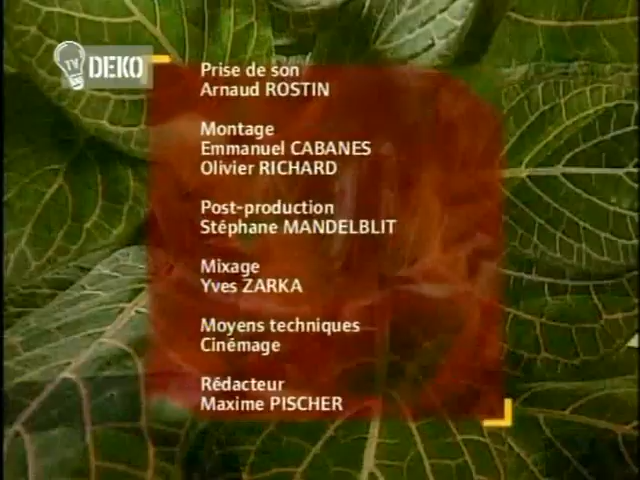 TV DEKO
Prise de son
Arnaud ROSTIN
Montage
Emmanuel CABANES
Olivier RICHARD
Post-production
Stéphane MANDELBLIT
Mixage
Yves ZARKA
Moyens techniques
Cinémage
Rédacteur
Maxime PISCHER